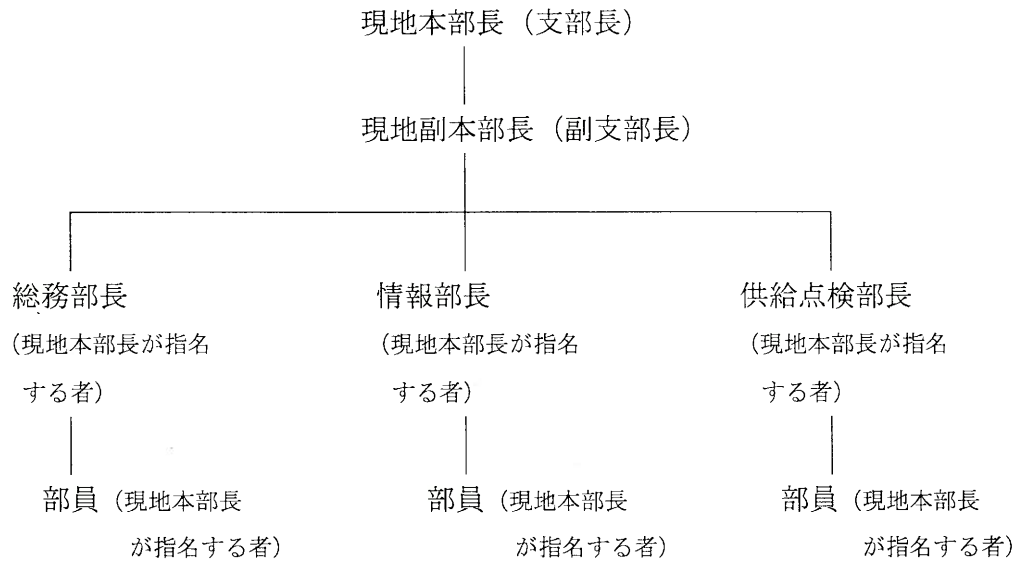 現地本部長（支部長）
現地副本部長（副支部長）
総務部長
（現地本部長が指名
する者）
情報部長
（現地本部長が指名
する者）
供給点検部長
（現地本部長が指名
する者）
部員（現地本部長
が指名する者）
部員（現地本部長
が指名する者）
部員（現地本部長
が指名する者）